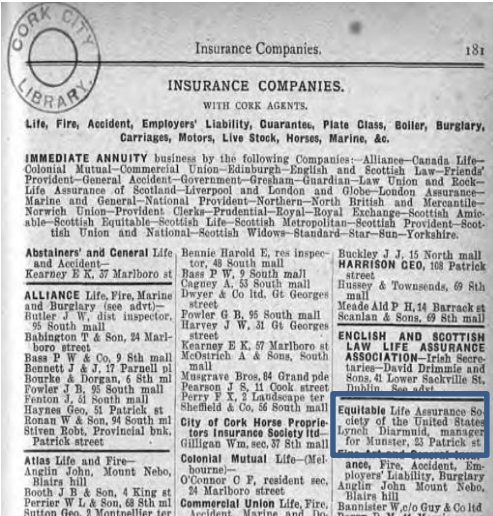 CORK CITY
LIBRARY.
Insurance Companies. 181
INSURANCE COMPANIES.
WITH CORK AGENTS.
Life, Fire, Accident, Employers' Liability, Guarantee, Plate Glass, Boiler, Burglary,
Carriages, Motors, Live Stock, Horses, Marine, &c.
IMMEDIATE ANNUITY business by the following Companies:—Alliance—Canada Life—
Colonial Mutual—Commercial Union—Edinburgh—English and Scottish Law—Friends'
Provident—General Accident—Government—Gresham—Guardian—Law Union and Rock—
Life Assurance of Scotland—Liverpool and London and Globe—London Assurance—
Marine and General—National Provident—Northern—North British and Mercantile—
Norwich Union—Provident Clerks—Prudential—Royal—Royal Exchange—Scottish Amic-
able—Scottish Equitable—Scottish Life—Scottish Metropolitan—Scottish Provident—Scot-
tish Union and National—Scottish Widows—Standard—Star—Sun—Yorkshire.
Abstainers' and General Life
and Accident—
Kearney E K, 57 Marlboro st
ALLIANCE Life, Fire, Marine
and Burglary (see advt)—
Butler J W, dist inspector,
95 South mall
Babington T & Son, 24 Marl-
boro street
Bass P W & Co, 9 Sth mall
Bennett J & J, 17 Parnell pl
Bourke & Dorgan, 6 Sth ml
Fowler J B, 95 South mall
Fenton J, 51 South mall
Haynes Geo, 51 Patrick st
Ronan W & Son, 94 South ml
Stiven Robt, Provincial bnk,
Patrick street
Atlas Life and Fire—
Anglin John, Mount Nebo,
Blairs hill
Booth J B & Son, 4 King st
Perrier W L & Son, 68 Sth ml
Sutton Geo, 2 Montpellier ter
Bennie Harold E, res inspec-
tor, 48 South mall
Bass P W, 9 South mall
Cagney A, 53 South mall
Dwyer & Co ltd, Gt Georges
street
Fowler G B, 95 South mall
Harvey J W, 31 Gt Georges
street
Kearney E K, 57 Marlboro st
McOstrich A & Sons, South
mall
Musgrave Bros, 84 Grand pde
Pearson J S, 11 Cook street
Perry F X, 2 Landscape ter
Sheffield & Co, 56 South mall
City of Cork Horse Proprie-
tors Insurance Society ltd—
Gilligan Wm, sec, 37 Sth mall
Colonial Mutual Life—(Mel-
bourne)—
O'Connor C F, resident sec,
24 Marlboro street
Commercial Union Life, Fire,
Buckley J J, 15 North mall
HARRISON GEO, 108 Patrick
street
Hussey & Townsends, 69 Sth
mall
Meade Ald P H, 14 Barrack st
Scanlan & Sons, 69 Sth mall
ENGLISH AND SCOTTISH
LAW LIFE ASSURANCE
ASSOCIATION—Irish Secre-
taries—David Drimmie and
Sons, 41 Lower Sackville St,
Dublin. See advt
Equitable Life Assurance So-
ciety of the United States
Lynch Diarmuid, manager
for Munster, 23 Patrick st
ance, Fire, Accident, Em-
ployers' Liability, Burglary
Anglin John Mount Nebo,
Blairs hill
Bannister W, c/o Guy & Co ltd